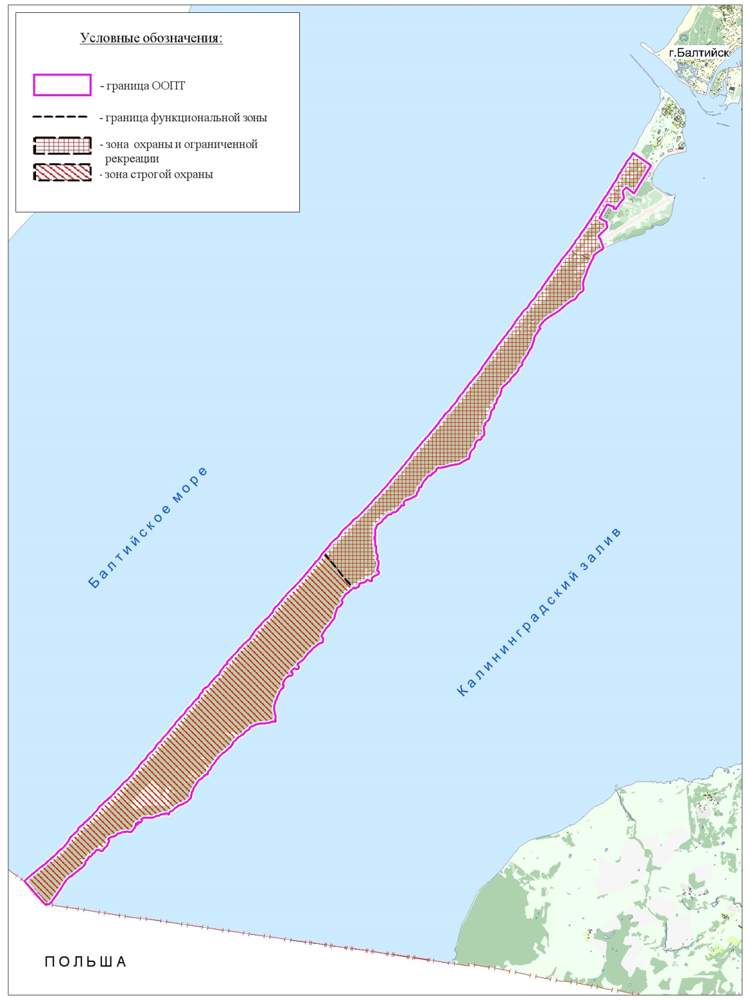 Условные обозначения:
- граница ООПТ
- граница функциональной зоны
- зона охраны и ограниченной
рекреации
- зона строгой охраны
г.Балтийск
Балтийское море
Калининградский залив
ПОЛЬША